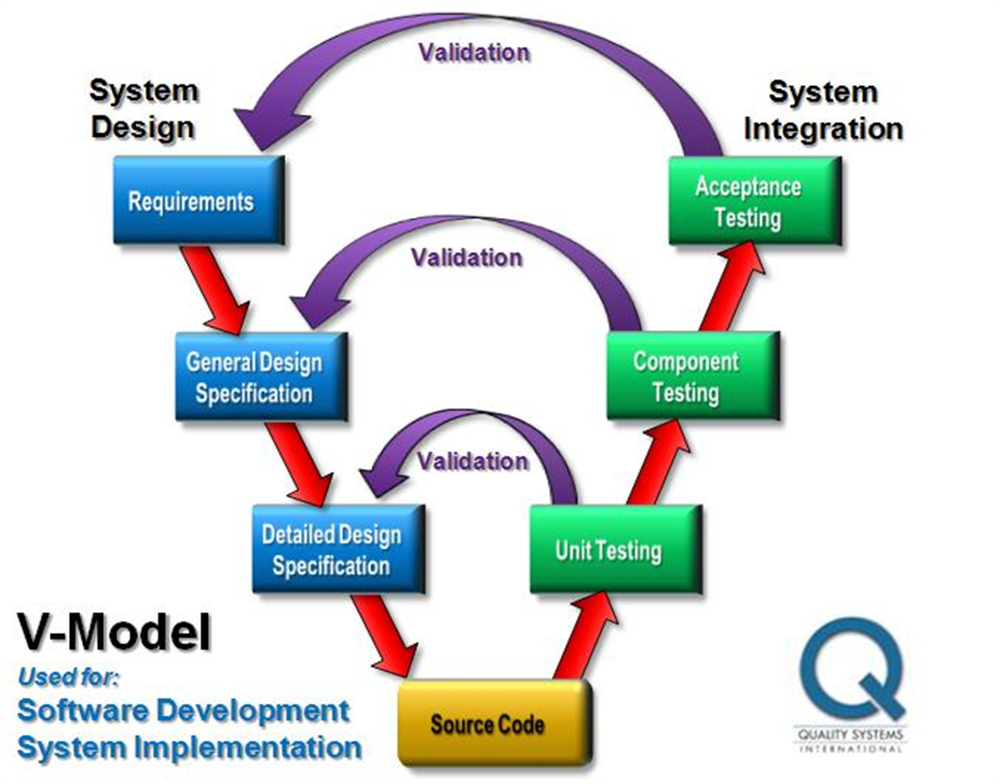 Validation
System
Design
System
Integration
Requirements
Acceptance
Testing
Validation
General Design
Specification
Component
Testing
Validation
Detailed Design
Specification
Unit Testing
V-Model
Used for:
Software Development
System Implementation
Source Code
Q
QUALITY SYSTEMS
INTERNATIONAL